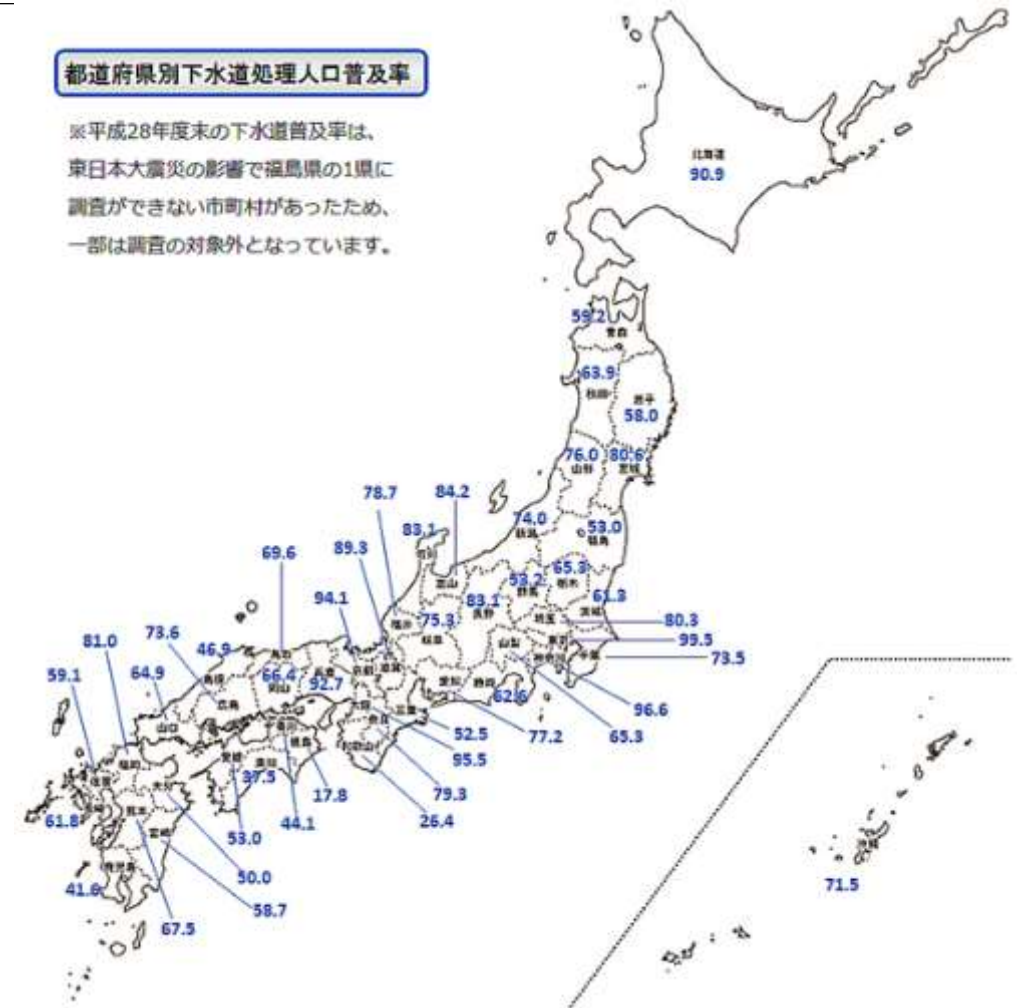 都道府県別下水道処理人口普及率
※平成28年度末の下水道普及率は、
東日本大震災の影響で福島県の1県に
調査ができない市町村があったため、
一部は調査の対象外となっています。
北海道
90.9
59.2
青森
63.9
秋田
岩手
58.0
76.0
山形
80.6
宮城
78.7
84.2
74.0
新潟
53.0
福島
83.1
石川
69.6
89.3
富山
65.3
栃木
53.2
群馬
61.3
茨城
94.1
福井
75.3
岐阜
83.1
長野
埼玉
80.3
81.0
73.6
46.9
鳥取
山梨
東京
99.5
神奈川
千葉
73.5
59.1
64.9
島根
66.4
岡山
兵庫
92.7
京都
滋賀
愛知
静岡
62.6
96.6
広島
大阪
奈良
三重
52.5
77.2
65.3
山口
香川
徳島
和歌山
95.5
福岡
愛媛
高知
37.5
佐賀
大分
17.8
79.3
長崎
61.8
熊本
44.1
26.4
宮崎
53.0
鹿児島
50.0
58.7
67.5
沖縄
71.5